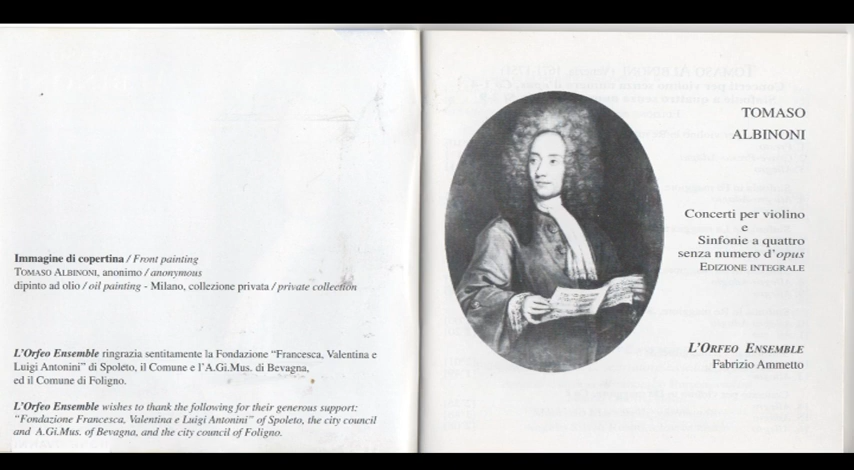 Immagine di copertina / Front painting
TOMASO ALBINONI, anonimo / anonymous
dipinto ad olio / oil painting - Milano, collezione privata / private collection
L'Orfeo Ensemble ringrazia sentitamente la Fondazione "Francesca, Valentina e
Luigi Antonini" di Spoleto, il Comune e l'A.Gi.Mus. di Bevagna,
ed il Comune di Foligno.
L'Orfeo Ensemble wishes to thank the following for their generous support:
"Fondazione Francesca, Valentina e Luigi Antonini" of Spoleto, the city council
and A.Gi.Mus. of Bevagna, and the city council of Foligno.
TOMASO
ALBINONI
Concerti per violino
e
Sinfonie a quattro
senza numero d'opus
EDIZIONE INTEGRALE
L'ORFEO ENSEMBLE
Fabrizio Ammetto